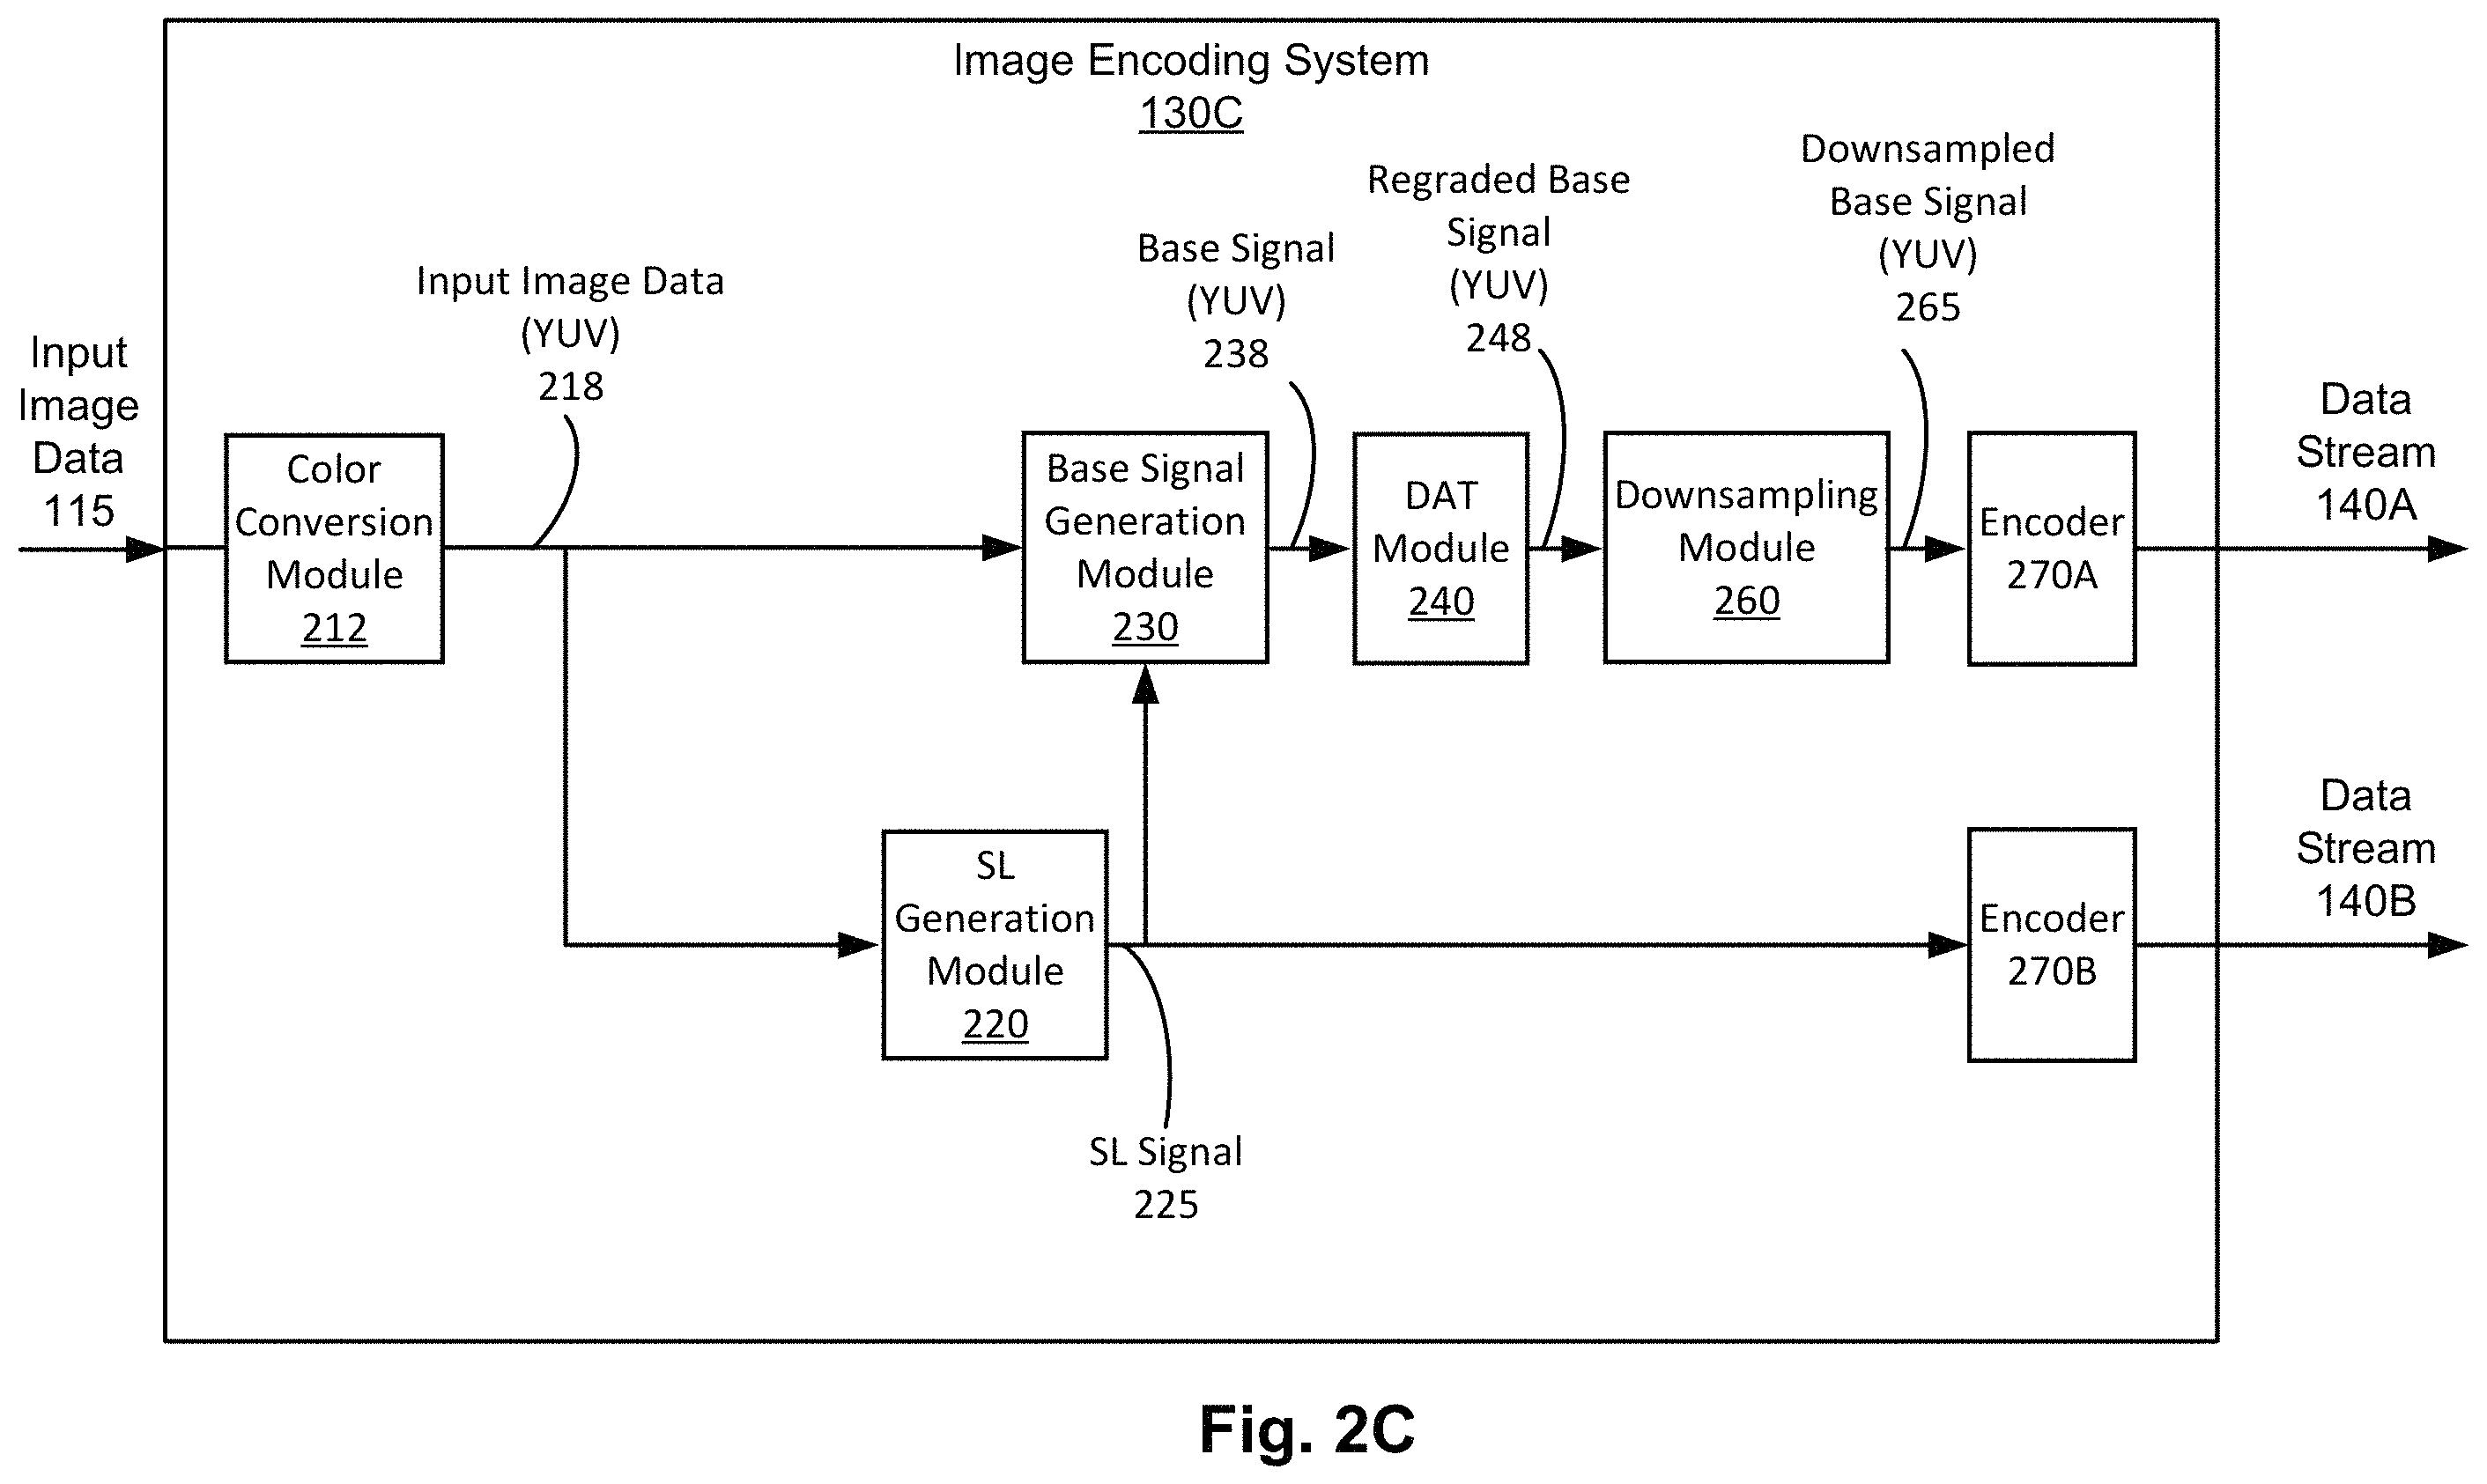 Image Encoding System
130C
Input
Image
Data
115
Color
Conversion
Module
212
Input Image Data
(YUV)
218
Base Signal
Generation
Module
230
Base Signal
(YUV)
238
DAT
Module
240
Regraded Base
Signal
(YUV)
248
Downsampling
Module
260
Downsampled
Base Signal
(YUV)
265
Encoder
270A
Data
Stream
140A
SL
Generation
Module
220
SL Signal
225
Encoder
270B
Data
Stream
140B
Fig. 2C